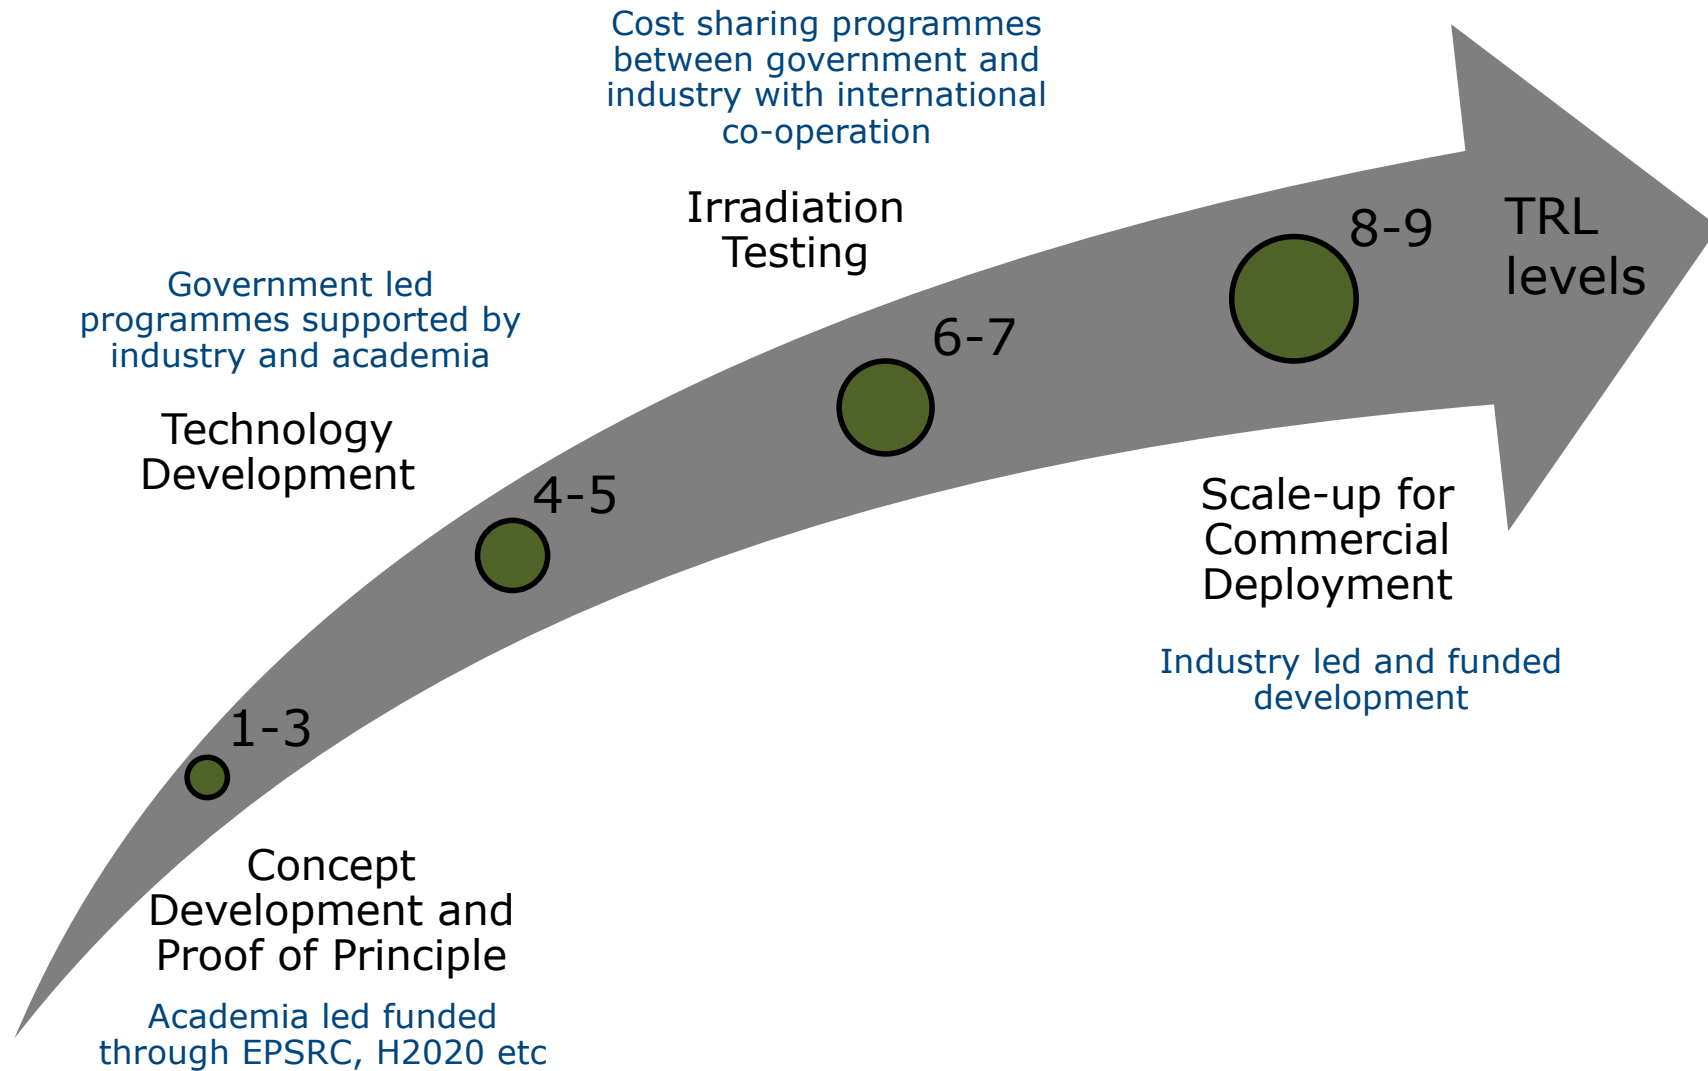 Cost sharing programmes
between government and
industry with international
co-operation
Irradiation
Testing
8-9
TRL
levels
Government led
programmes supported by
industry and academia
6-7
Technology
Development
4-5
Scale-up for
Commercial
Deployment
Industry led and funded
development
1-3
Concept
Development and
Proof of Principle
Academia led funded
through EPSRC, H2020 etc